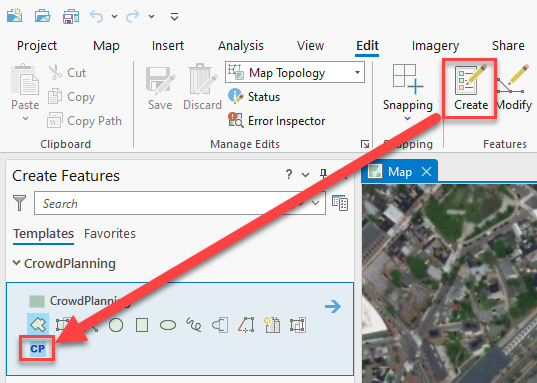 Project Map Insert Analysis View Edit Imagery Share
Paste
Cut
Copy
Copy Path
Clipboard
Save
Discard
Map Topology
Status
Error Inspector
Manage Edits
Snapping
Snapping
Create
Modify
Features
Create Features
?
Search
Templates Favorites
CrowdPlanning
CrowdPlanning
CP
Map